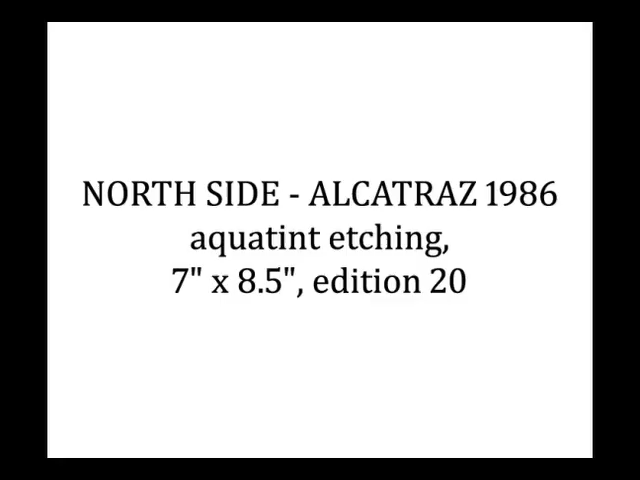 NORTH SIDE - ALCATRAZ 1986
aquatint etching,
7" x 8.5", edition 20